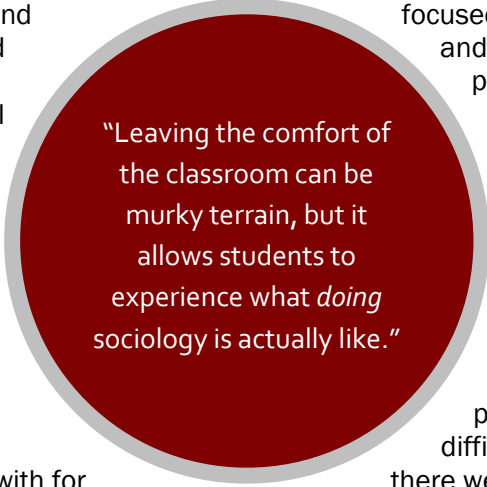 nd
d
l
with for
“Leaving the comfort of
the classroom can be
murky terrain, but it
allows students to
experience what doing
sociology is actually like.”
focused
and
p
p
diffi
there we